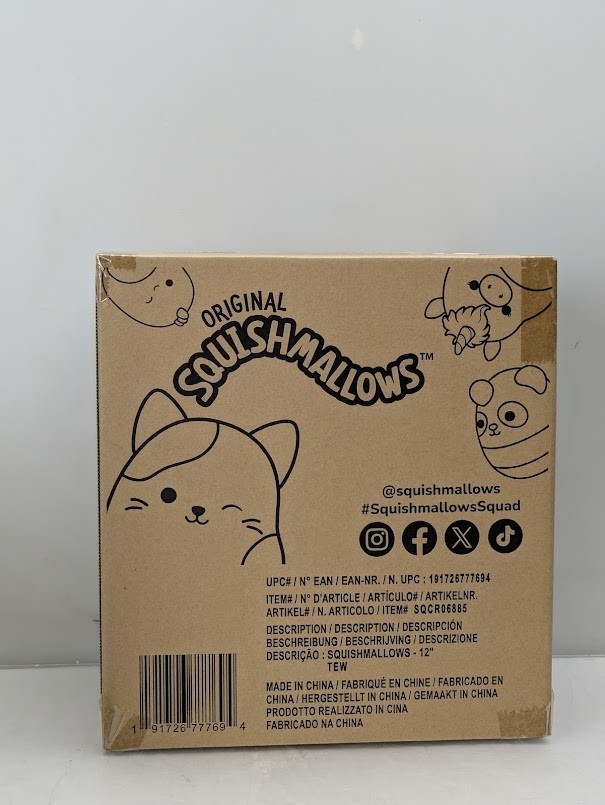 ORIGINAL
SQUISHMALLOWS™
@squishmallows
#SquishmallowsSquad
UPC# / N° EAN / EAN-NR. / N. UPC : 191726777694
ITEM# / N° D'ARTICLE / ARTÍCULO# / ARTIKELNR.
ARTIKEL# / N. ARTICOLO / ITEM# SQCR06885
DESCRIPTION / DESCRIPTION / DESCRIPCIÓN
BESCHREIBUNG / BESCHRIJVING / DESCRIZIONE
DESCRIÇÃO : SQUISHMALLOWS - 12"
TEW
MADE IN CHINA / FABRIQUÉ EN CHINE / FABRICADO EN
CHINA / HERGESTELLT IN CHINA / GEMAAKT IN CHINA
PRODOTTO REALIZZATO IN CINA
FABRICADO NA CHINA
1 91726 77769 4